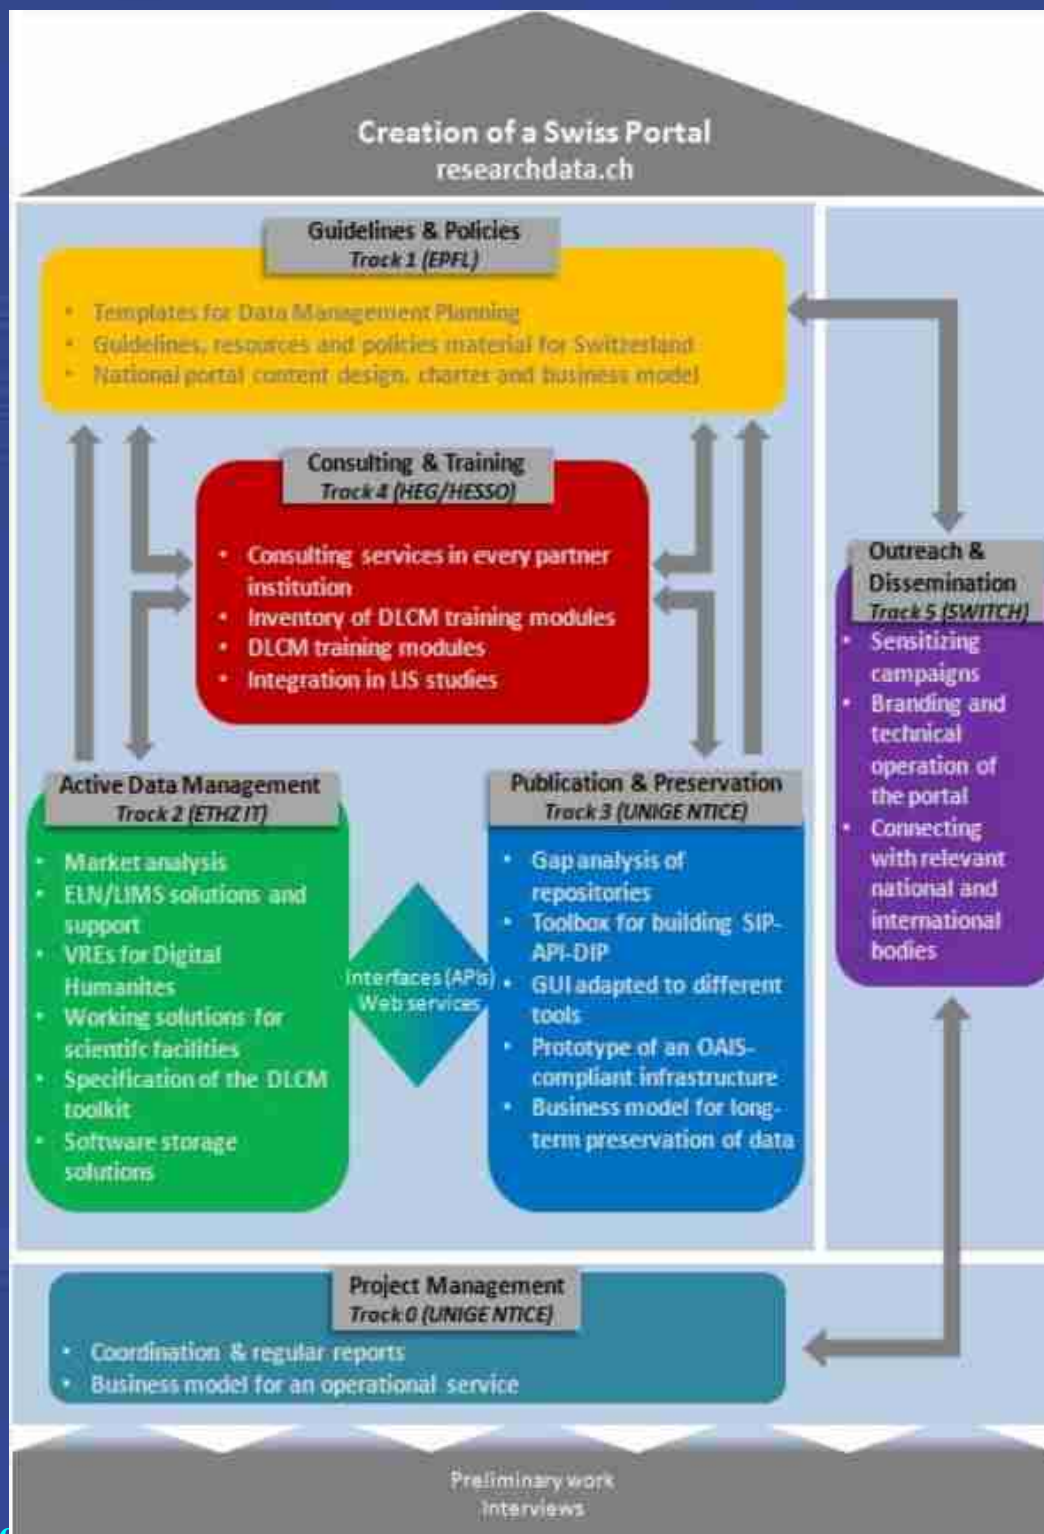 Creation of a Swiss Portal
researchdata.ch
Guidelines & Policies
Track 1 (EPFL)
• Templates for Data Management Planning
• Guidelines, resources and policies material for Switzerland
• National portal content design, charter and business model
Consulting & Training
Track 4 (HEG/HESSO)
• Consulting services in every partner
institution
• Inventory of DLCM training modules
• DLCM training modules
• Integration in LIS studies
Outreach &
Dissemination
Track 5 (SWITCH)
• Sensitizing
campaigns
• Branding and
technical
operation of
the portal
• Connecting
with relevant
national and
international
bodies
Active Data Management
Track 2 (ETHZ IT)
• Market analysis
• ELN/LIMS solutions and
support
• VREs for Digital
Humanites
• Working solutions for
scientifc facilities
• Specification of the DLCM
toolkit
• Software storage
solutions
Interfaces (APIs)
Web services
Publication & Preservation
Track 3 (UNIGE NTICE)
• Gap analysis of
repositories
• Toolbox for building SIP-
API-DIP
• GUI adapted to different
tools
• Prototype of an OAIS-
compliant infrastructure
• Business model for long-
term preservation of data
Project Management
Track 0 (UNIGE NTICE)
• Coordination & regular reports
• Business model for an operational service
Preliminary work
Interviews